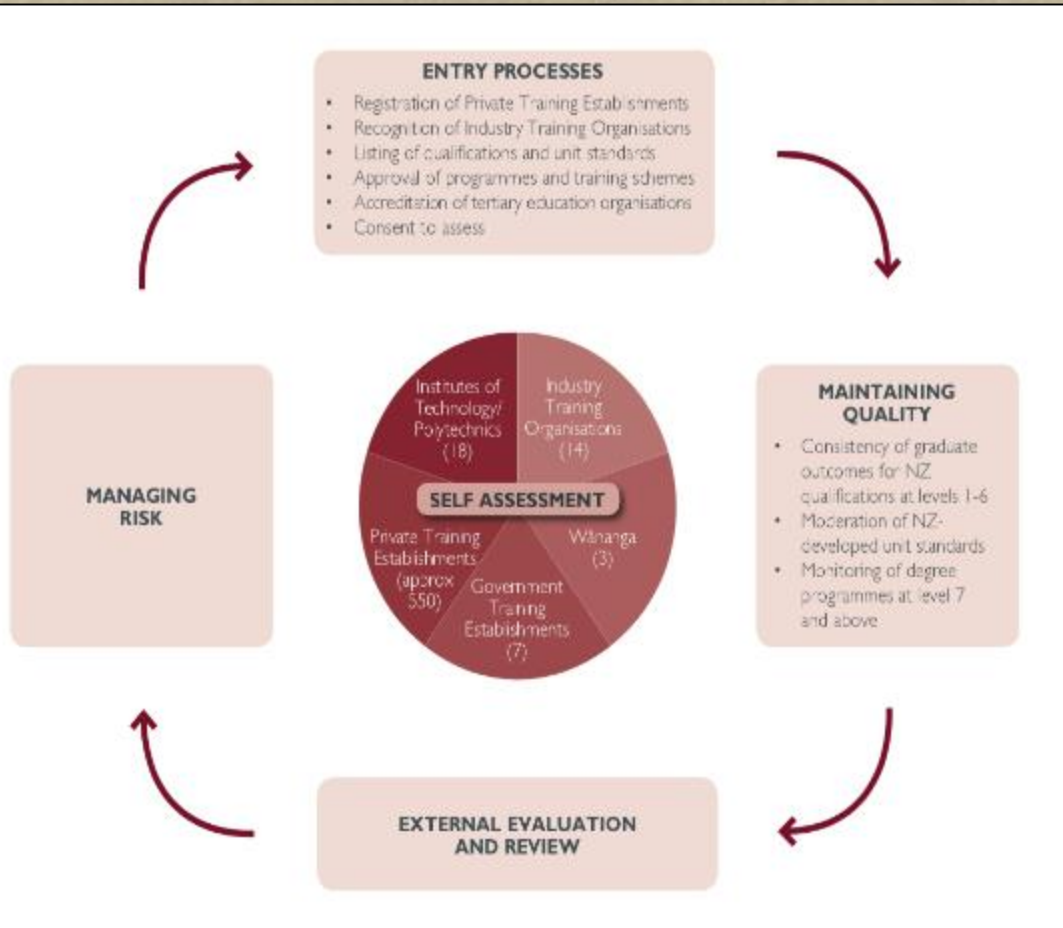 ENTRY PROCESSES
• Registration of Private Training Establishments
• Recognition of Industry Training Organisations
• Listing of qualifications and unit standards
• Approval of programmes and training schemes
• Accreditation of tertiary education organisations
• Consent to assess
MAINTAINING
QUALITY
• Consistency of graduate
outcomes for NZ
qualifications at levels 1-6
• Moderation of NZ-
developed unit standards
• Monitoring of degree
programmes at level 7
and above
EXTERNAL EVALUATION
AND REVIEW
MANAGING
RISK
Institutes of
Technology/
Polytechnics
(18)
Industry
Training
Organisations
(14)
SELF ASSESSMENT
Wānanga
(3)
Government
Training
Establishments
(7)
Private Training
Establishments
(approx
550)